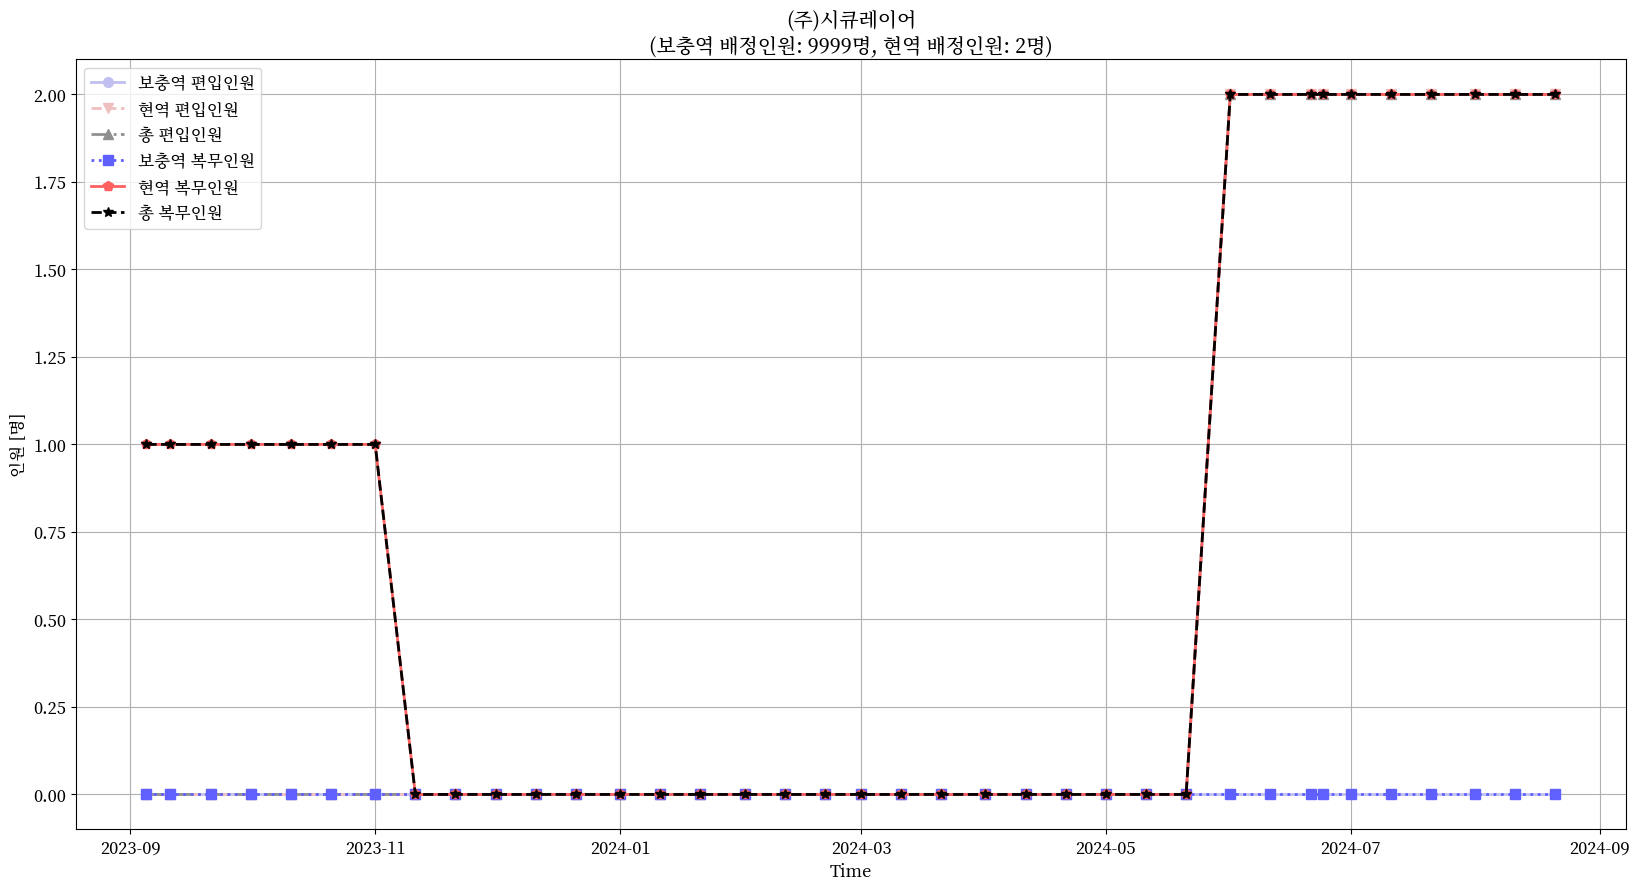 (주)시큐레이어
(보충역 배정인원: 9999명, 현역 배정인원: 2명)
보충역 편입인원
현역 편입인원
총 편입인원
보충역 복무인원
현역 복무인원
총 복무인원
2.00
1.75
1.50
1.25
1.00
0.75
0.50
0.25
0.00
인원 [명]
2023-09
2023-11
2024-01
2024-03
2024-05
2024-07
2024-09
Time